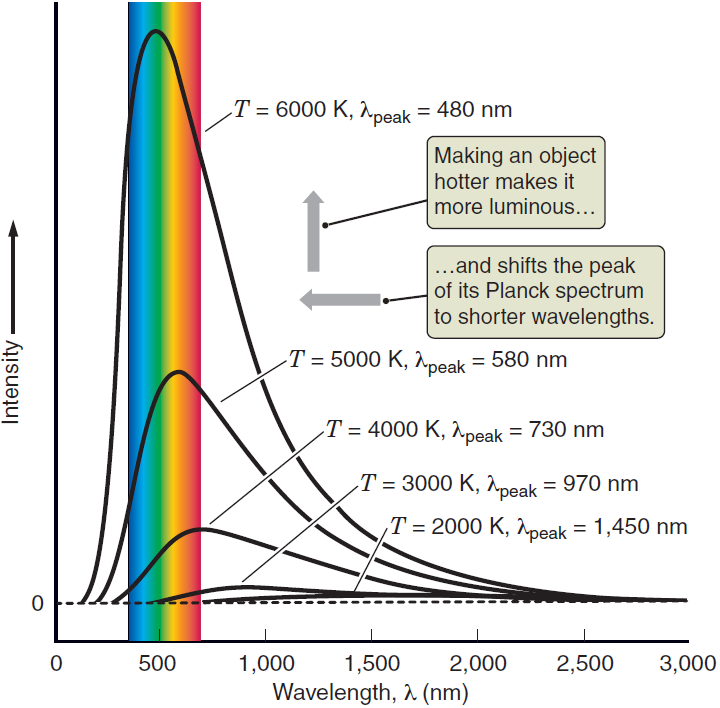 T = 6000 K, λpeak = 480 nm
Making an object
hotter makes it
more luminous...
...and shifts the peak
of its Planck spectrum
to shorter wavelengths.
T = 5000 K, λpeak = 580 nm
T = 4000 K, λpeak = 730 nm
T = 3000 K, λpeak = 970 nm
T = 2000 K, λpeak = 1,450 nm
Intensity
0
0 500 1,000 1,500 2,000 2,500 3,000
Wavelength, λ (nm)